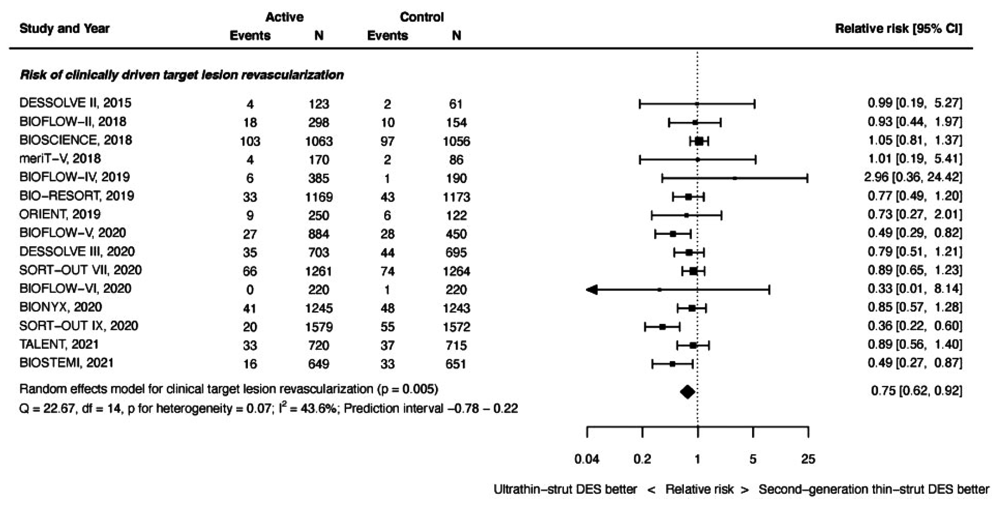 Active Control
Study and Year Events N Events N Relative risk [95% CI]
Risk of clinically driven target lesion revascularization
DESSOLVE II, 2015 4 123 2 61 0.99 [0.19, 5.27]
BIOFLOW–II, 2018 18 298 10 154 0.93 [0.44, 1.97]
BIOSCIENCE, 2018 103 1063 97 1056 1.05 [0.81, 1.37]
meriT–V, 2018 4 170 2 86 1.01 [0.19, 5.41]
BIOFLOW–IV, 2019 6 385 1 190 2.96 [0.36, 24.42]
BIO–RESORT, 2019 33 1169 43 1173 0.77 [0.49, 1.20]
ORIENT, 2019 9 250 6 122 0.73 [0.27, 2.01]
BIOFLOW–V, 2020 27 884 28 450 0.49 [0.29, 0.82]
DESSOLVE III, 2020 35 703 44 695 0.79 [0.51, 1.21]
SORT–OUT VII, 2020 66 1261 74 1264 0.89 [0.65, 1.23]
BIOFLOW–VI, 2020 0 220 1 220 0.33 [0.01, 8.14]
BIONYX, 2020 41 1245 48 1243 0.85 [0.57, 1.28]
SORT–OUT IX, 2020 20 1579 55 1572 0.36 [0.22, 0.60]
TALENT, 2021 33 720 37 715 0.89 [0.56, 1.40]
BIOSTEMI, 2021 16 649 33 651 0.49 [0.27, 0.87]
Random effects model for clinical target lesion revascularization (p = 0.005) 0.75 [0.62, 0.92]
Q = 22.67, df = 14, p for heterogeneity = 0.07; I² = 43.6%; Prediction interval –0.78 – 0.22
0.04 0.2 1 5 25
Ultrathin–strut DES better < Relative risk > Second–generation thin–strut DES better